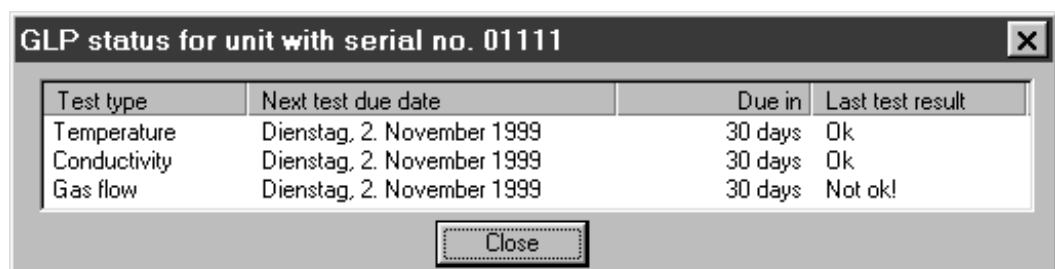 GLP status for unit with serial no. 01111
Test type Next test due date Due in Last test result
Temperature Dienstag, 2. November 1999 30 days Ok
Conductivity Dienstag, 2. November 1999 30 days Ok
Gas flow Dienstag, 2. November 1999 30 days Not ok!
Close